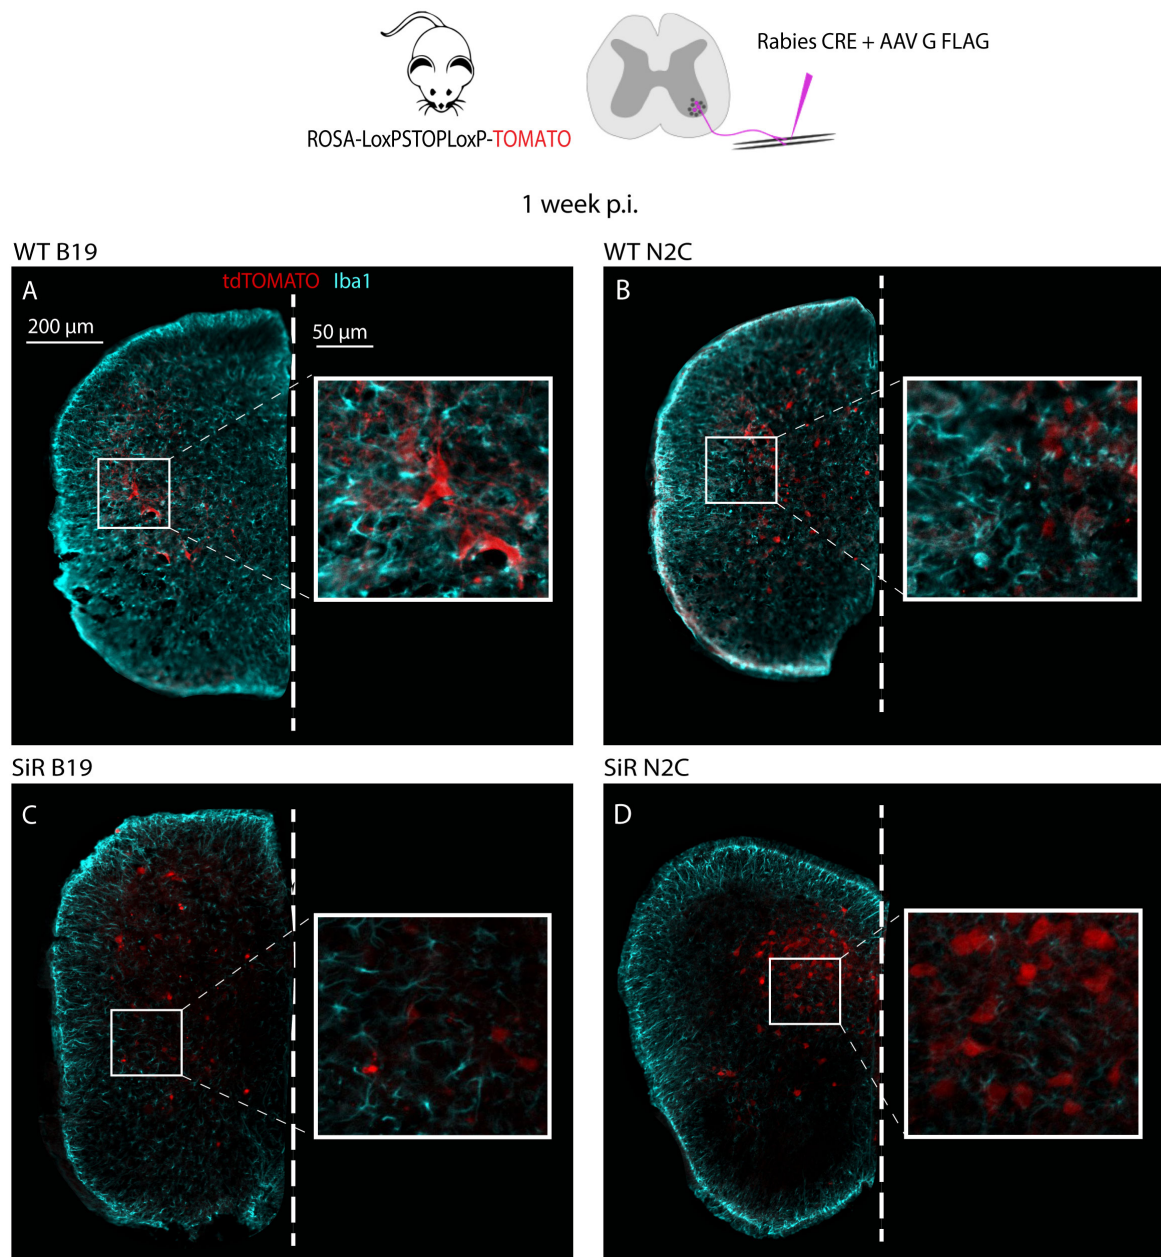 Rabies CRE + AAV G FLAG
ROSA-LoxPSTOPLoxP-TOMATO
1 week p.i.
WT B19
WT N2C
A
tdTOMATO Iba1
200 µm
50 µm
B
SiR B19
SiR N2C
C
D